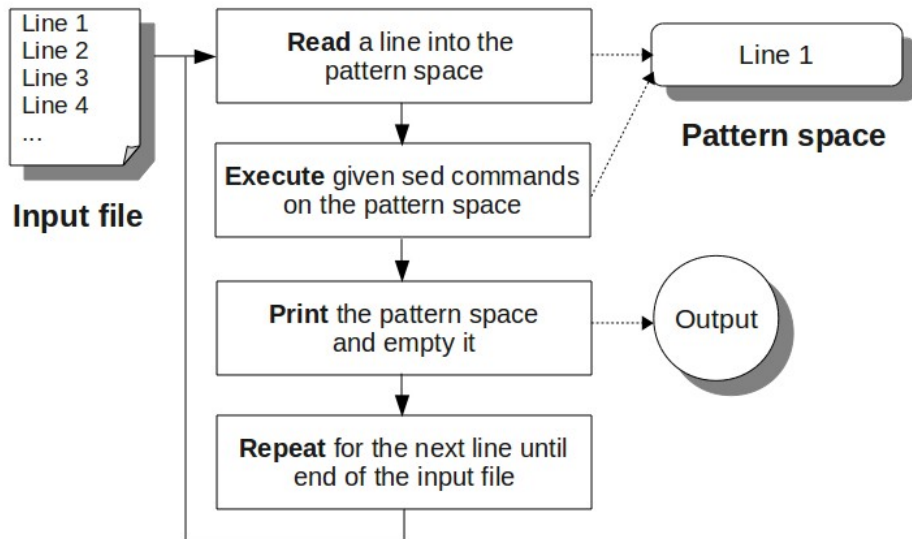 Line 1
Line 2
Line 3
Line 4
...
Input file
Read a line into the
pattern space
Line 1
Pattern space
Execute given sed commands
on the pattern space
Print the pattern space
and empty it
Output
Repeat for the next line until
end of the input file